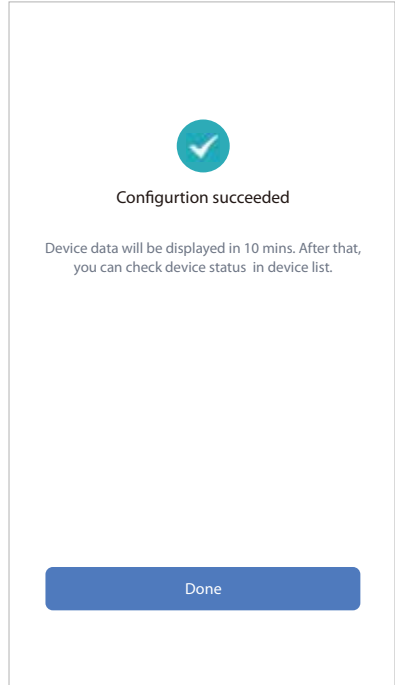 Configurtion succeeded
Device data will be displayed in 10 mins. After that,
you can check device status in device list.
Done